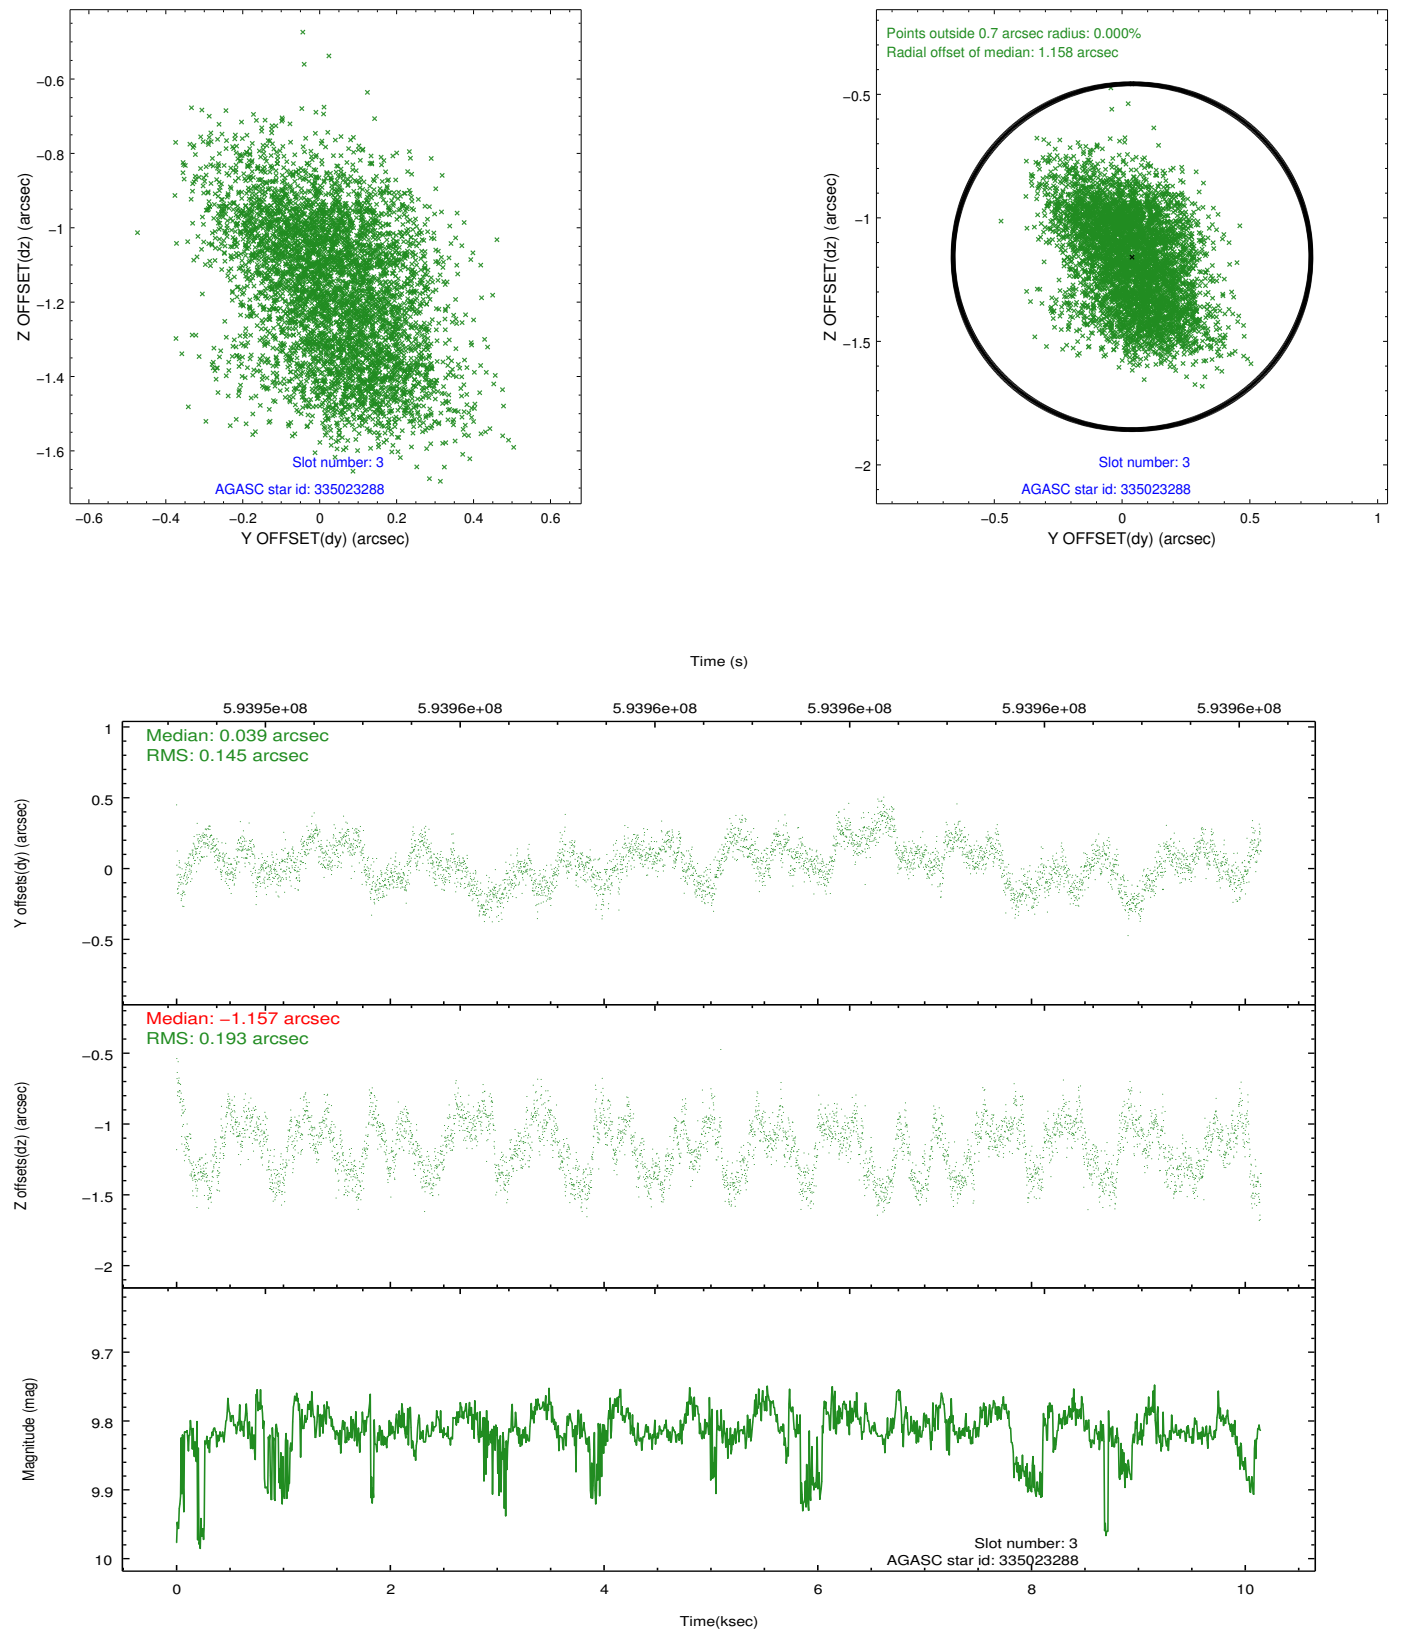 −0.6
−0.8
−1
−1.2
−1.4
−1.6
Z OFFSET(dz) (arcsec)
Slot number: 3
AGASC star id: 335023288
−0.6 −0.4 −0.2 0 0.2 0.4 0.6
Y OFFSET(dy) (arcsec)
Points outside 0.7 arcsec radius: 0.000%
Radial offset of median: 1.158 arcsec
−0.5
−1
−1.5
−2
Z OFFSET(dz) (arcsec)
Slot number: 3
AGASC star id: 335023288
−0.5 0 0.5 1
Y OFFSET(dy) (arcsec)
Time (s)
5.9395e+08 5.9396e+08 5.9396e+08 5.9396e+08 5.9396e+08 5.9396e+08
Median: 0.039 arcsec
RMS: 0.145 arcsec
1
0.5
0
−0.5
Y offsets(dy) (arcsec)
Median: −1.157 arcsec
RMS: 0.193 arcsec
−0.5
−1
−1.5
−2
Z offsets(dz) (arcsec)
9.7
9.8
9.9
10
Magnitude (mag)
Slot number: 3
AGASC star id: 335023288
0 2 4 6 8 10
Time(ksec)